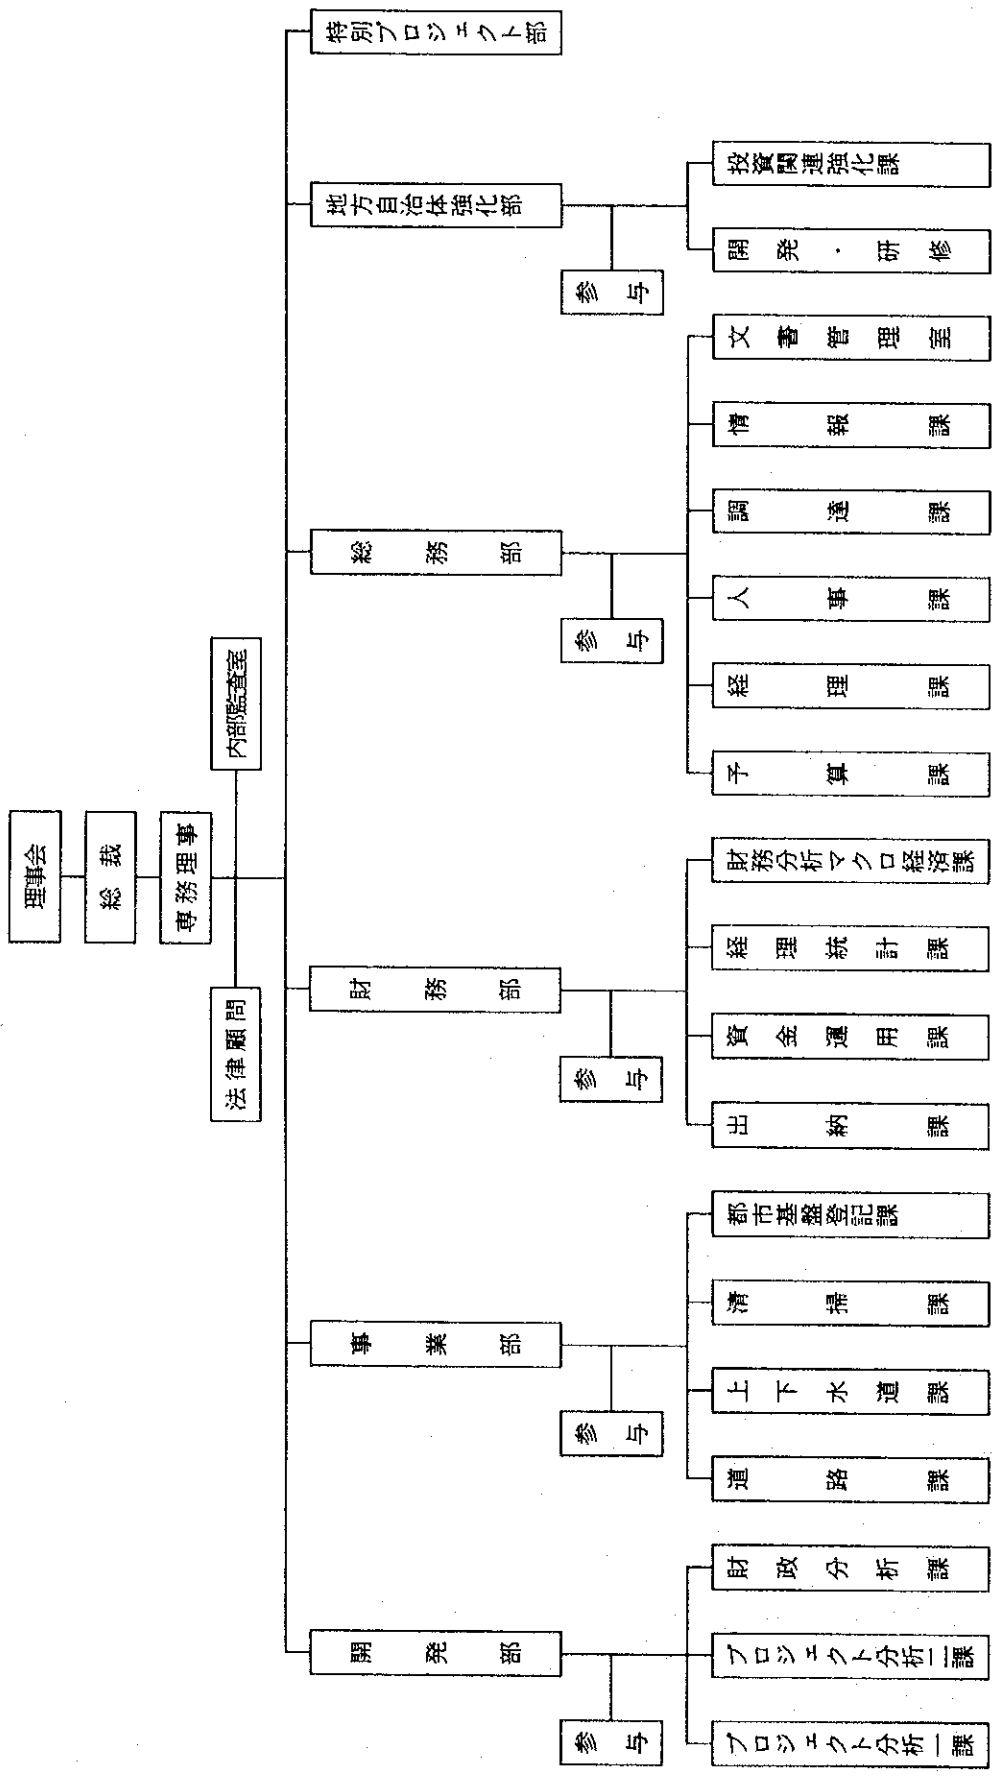 理事会
総裁
専務理事
法律顧問
内部監査室
開発部
事業部
財務部
総務部
地方自治体強化部
特別プロジェクト部
参与
参与
参与
参与
参与
プロジェクト分析一課
プロジェクト分析二課
財政分析課
道路課
上下水道課
清掃課
都市基盤登記課
出納課
資金運用課
経理統計課
財務分析マクロ経済課
予算課
経理課
人事課
調達課
情報課
文書管理室
開発・研修
投資関連強化課